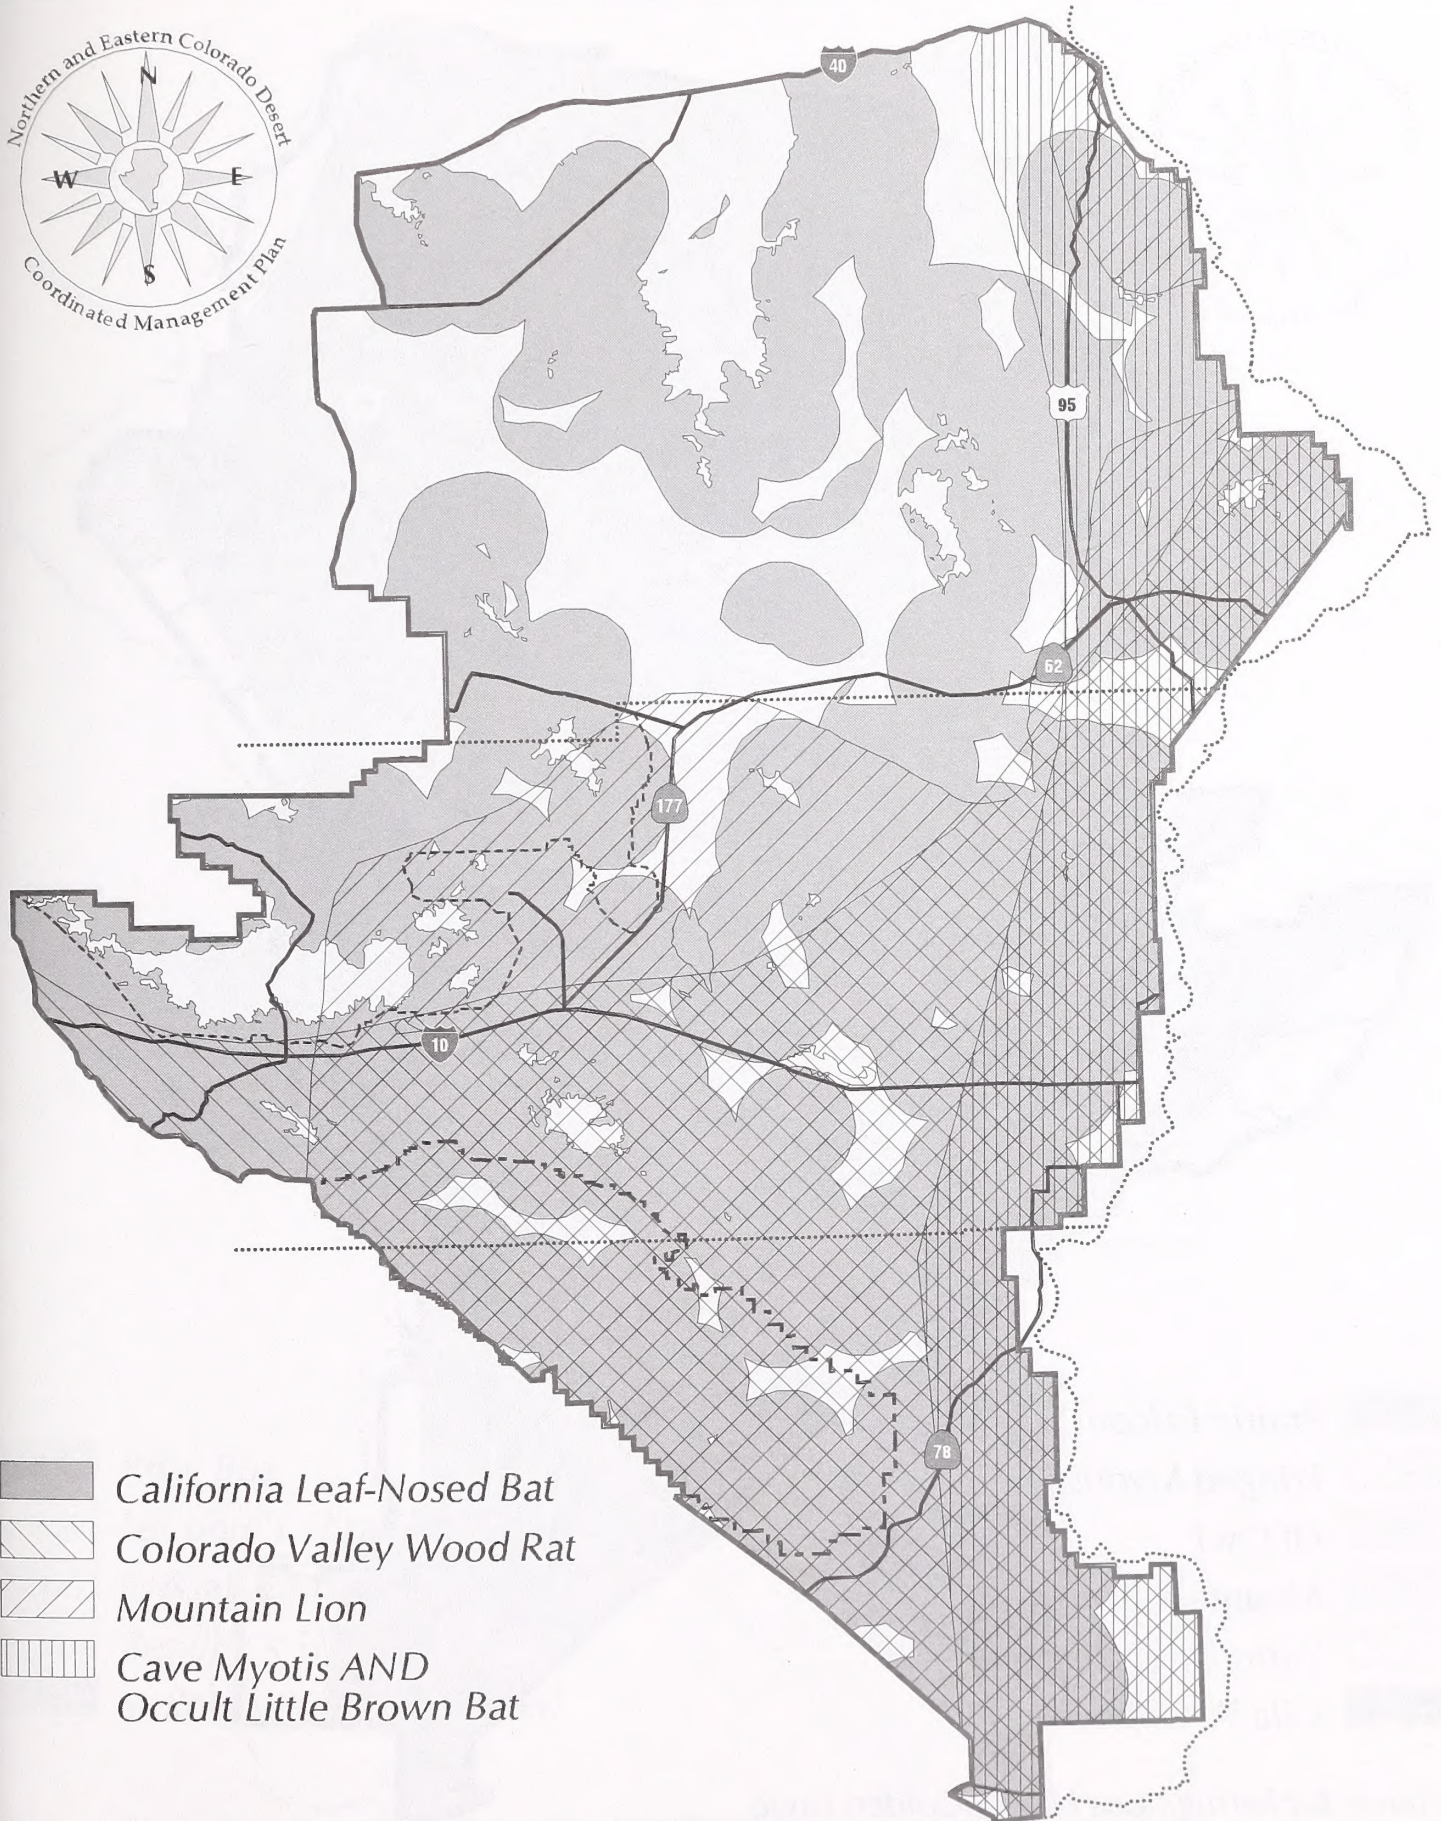 Northern and Eastern Colorado Desert
N
W
E
S
Coordinated Management Plan
40
95
62
177
10
78
California Leaf-Nosed Bat
Colorado Valley Wood Rat
Mountain Lion
Cave Myotis AND
Occult Little Brown Bat